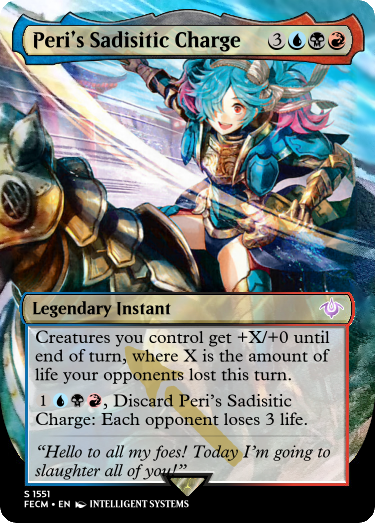 Peri's Sadisitic Charge 3
Legendary Instant
Creatures you control get +X/+0 until
end of turn, where X is the amount of
life your opponents lost this turn.
1 , Discard Peri's Sadisitic
Charge: Each opponent loses 3 life.
"Hello to all my foes! Today I'm going to
slaughter all of you!"
S 1551
FECM • EN INTELLIGENT SYSTEMS